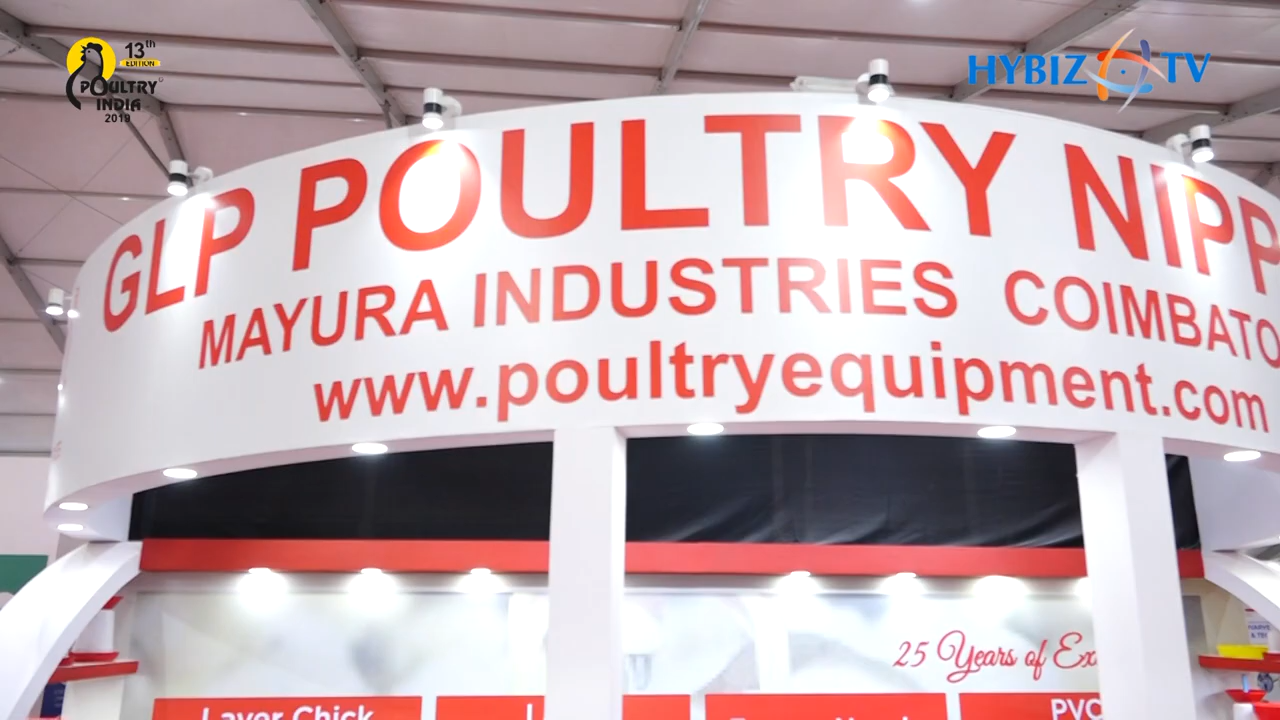 13th
EDITION
POULTRY
INDIA
2019
HYBIZ TV
GLP POULTRY NIPP
MAYURA INDUSTRIES COIMBATO
www.poultryequipment.com
25 Years of Ex
Layer Chick
PVC